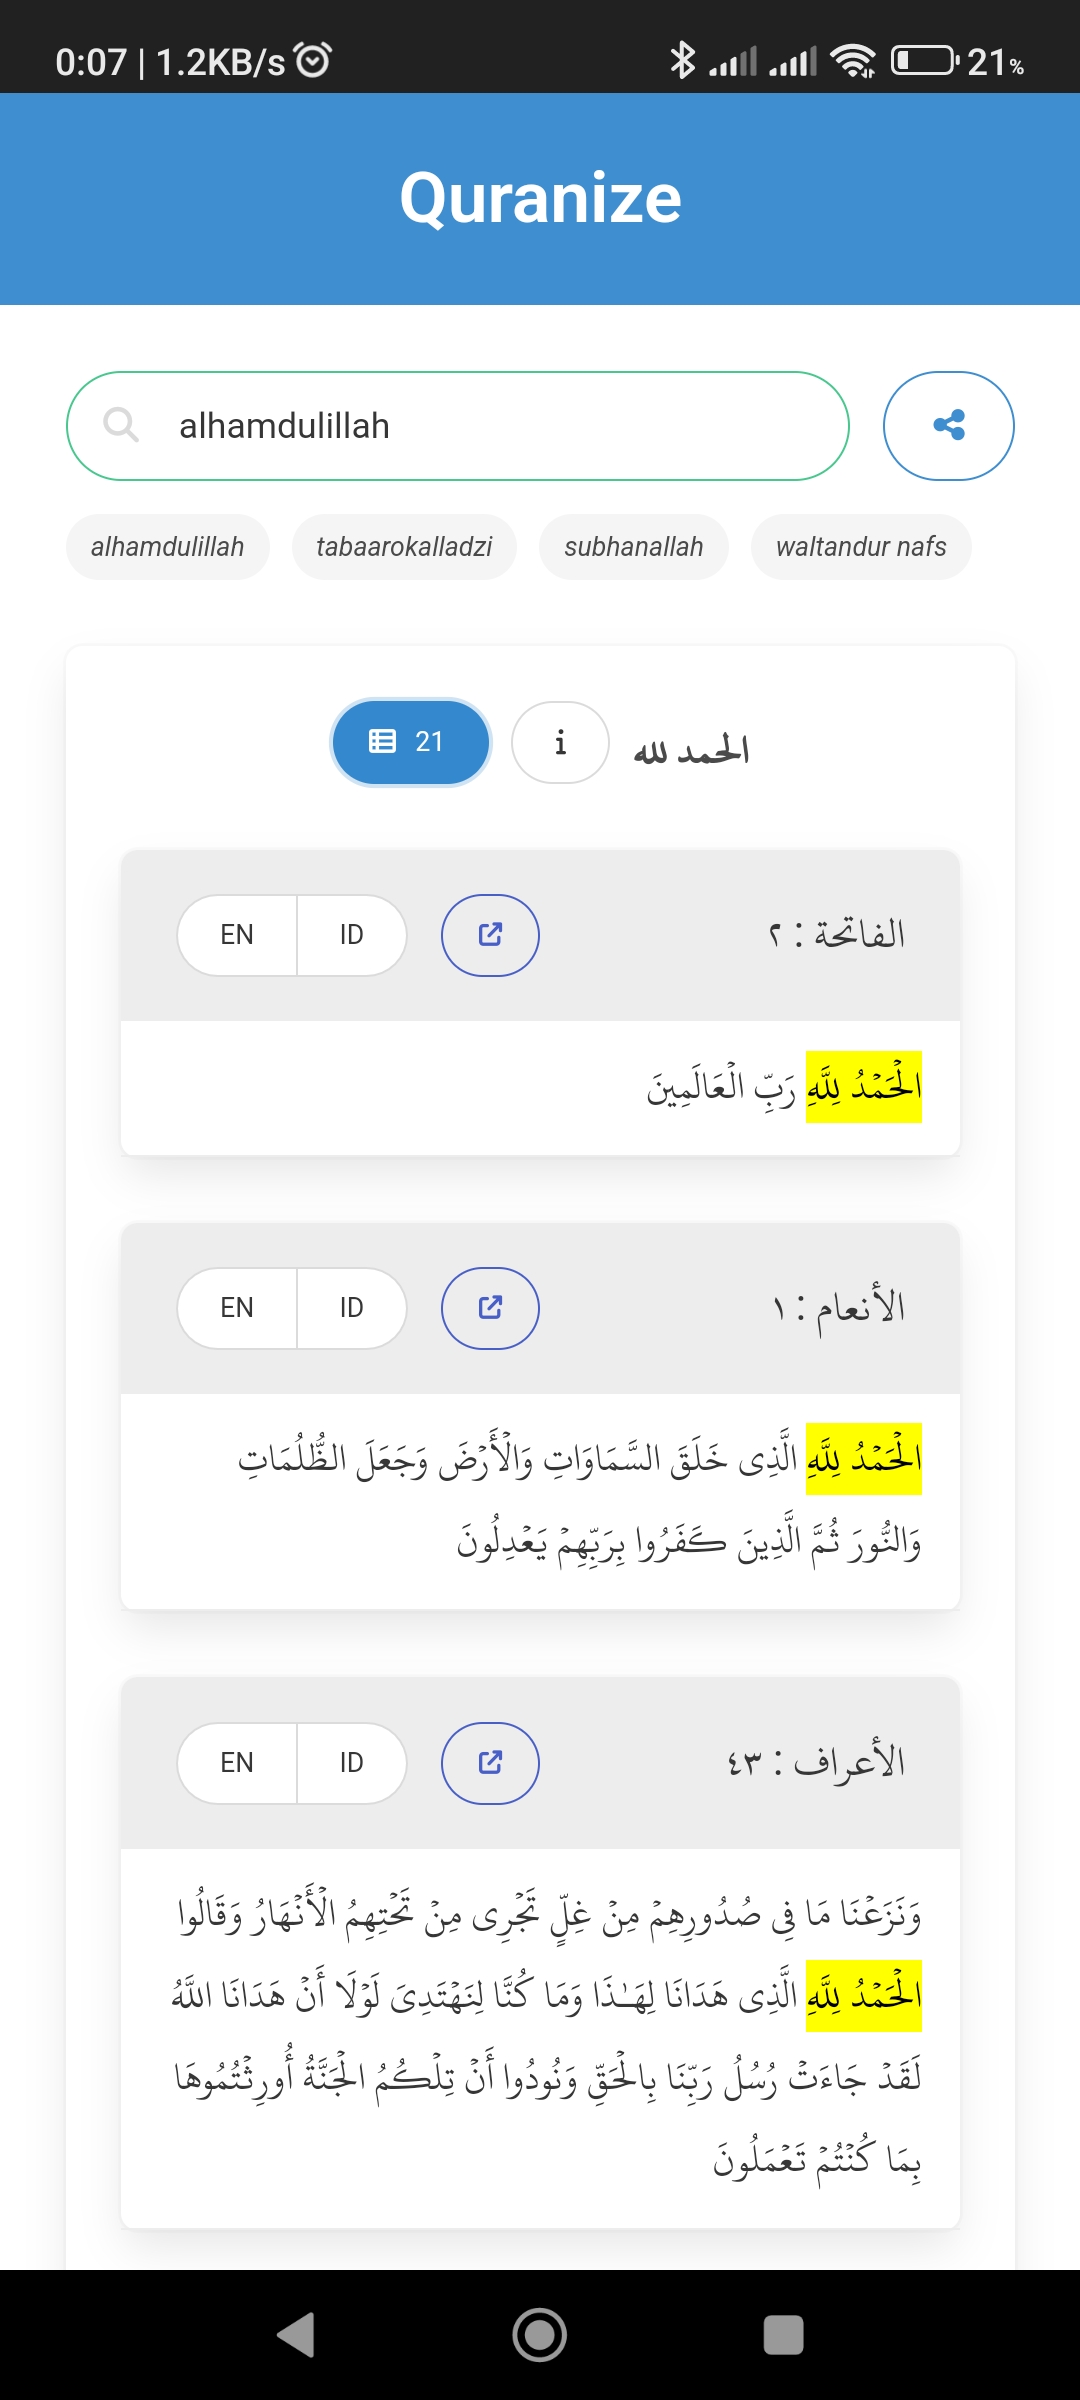 0:07 | 1.2KB/s 21%
Quranize
alhamdulillah
alhamdulillah tabaarokalladzi subhanallah waltandur nafs
21 i الحمد لله
EN ID الفاتحة : ٢
الْحَمْدُ لِلَّهِ رَبِّ الْعَالَمِينَ
EN ID الأنعام : ١
الْحَمْدُ لِلَّهِ الَّذِى خَلَقَ السَّمَاوَاتِ وَالْأَرْضَ وَجَعَلَ الظُّلُمَاتِ
وَالنُّورَ ثُمَّ الَّذِينَ كَفَرُوا بِرَبِّهِمْ يَعْدِلُونَ
EN ID الأعراف : ٤٣
وَنَزَعْنَا مَا فِى صُدُورِهِمْ مِنْ غِلٍّ تَجْرِى مِنْ تَحْتِهِمُ الْأَنْهَارُ وَقَالُوا
الْحَمْدُ لِلَّهِ الَّذِى هَدَانَا لِهَـٰذَا وَمَا كُنَّا لِنَهْتَدِىَ لَوْلَا أَنْ هَدَانَا اللَّهُ
لَقَدْ جَاءَتْ رُسُلُ رَبِّنَا بِالْحَقِّ وَنُودُوا أَنْ تِلْكُمُ الْجَنَّةُ أُورِثْتُمُوهَا
بِمَا كُنْتُمْ تَعْمَلُونَ